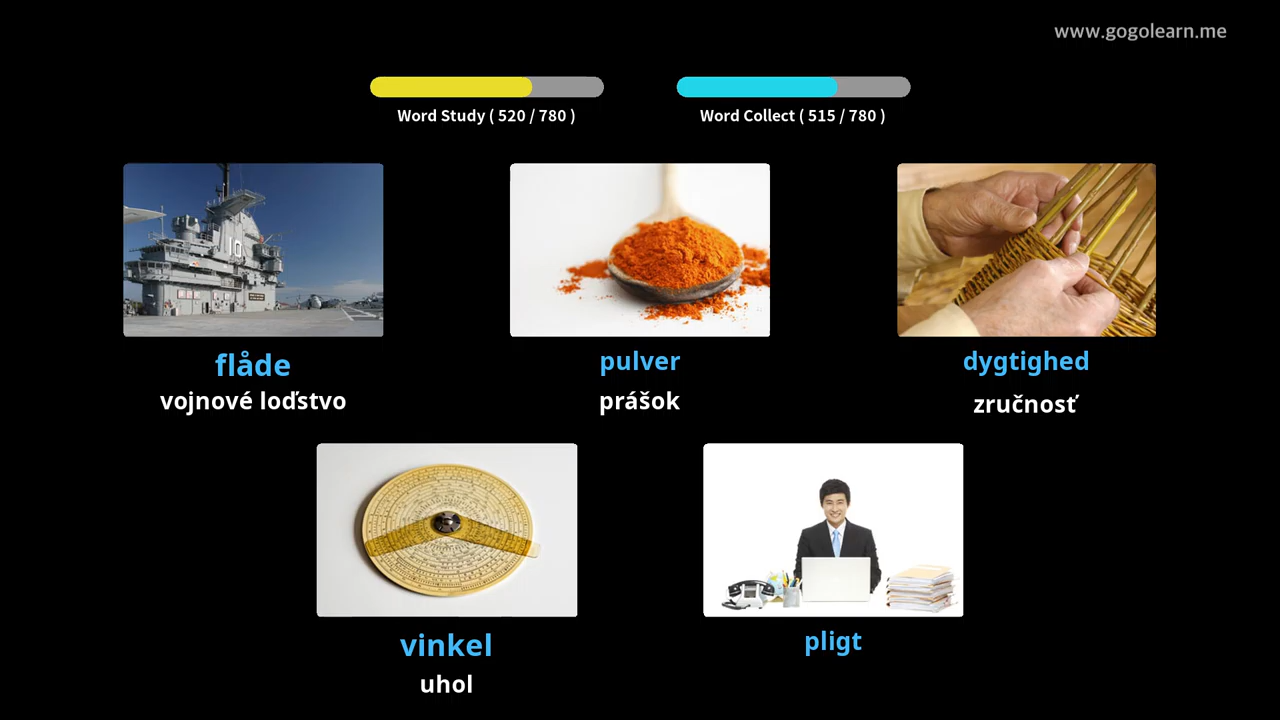 www.gogolearn.me
Word Study ( 520 / 780 )
Word Collect ( 515 / 780 )
10
flåde
vojnové loďstvo
pulver
prášok
dygtighed
zručnosť
vinkel
uhol
pligt